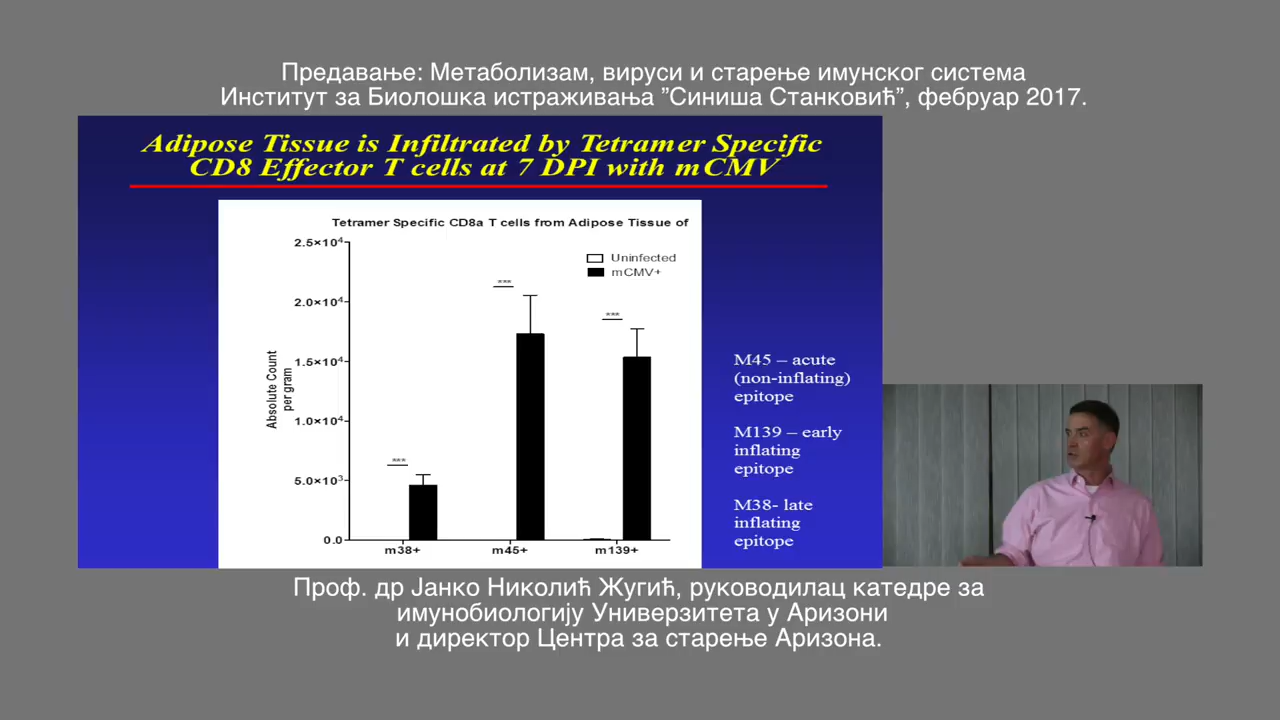 Предавање: Метаболизам, вируси и старење имунског система
Институт за Биолошка истраживања ”Синиша Станковић”, фебруар 2017.
Adipose Tissue is Infiltrated by Tetramer Specific
CD8 Effector T cells at 7 DPI with mCMV
Tetramer Specific CD8a T cells from Adipose Tissue of
Uninfected
mCMV+
Absolute Count
per gram
2.5×10⁴
2.0×10⁴
1.5×10⁴
1.0×10⁴
5.0×10³
0.0
***
***
***
m38+
m45+
m139+
M45 – acute
(non-inflating)
epitope
M139 – early
inflating
epitope
M38- late
inflating
epitope
Проф. др Јанко Николић Жугић, руководилац катедре за
имунобиологију Универзитета у Аризони
и директор Центра за старење Аризона.